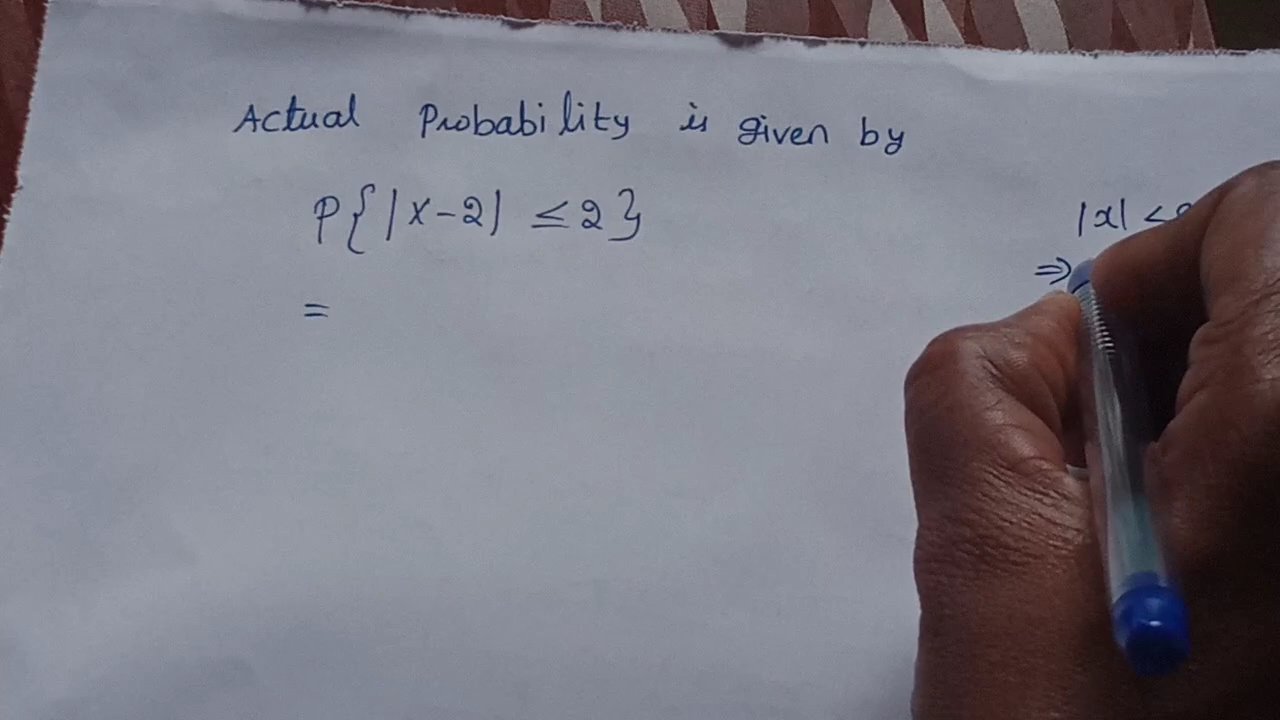 Actual Probability is given by
P{|X-2| ≤2}
|x| <
=>
=